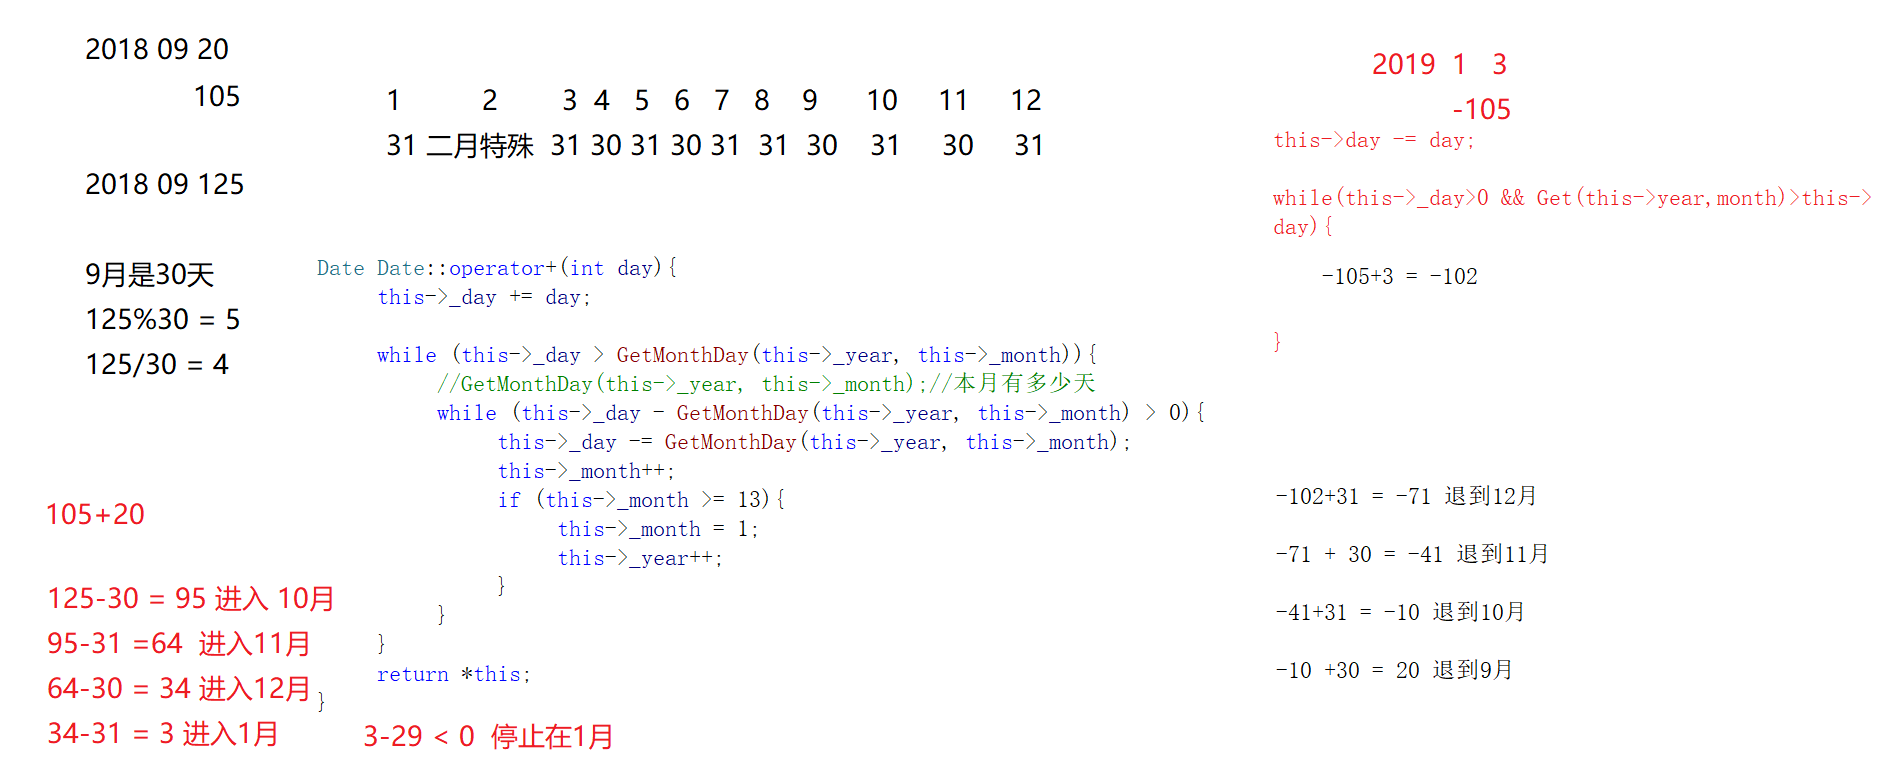 2018 09 20
105
2018 09 125
9月是30天
125%30 = 5
125/30 = 4
105+20
125-30 = 95 进入 10月
95-31 =64 进入11月
64-30 = 34 进入12月
34-31 = 3 进入1月
3-29 < 0 停止在1月
1 2 3 4 5 6 7 8 9 10 11 12
31 二月特殊 31 30 31 30 31 31 30 31 30 31
Date Date::operator+(int day){
this->_day += day;
while (this->_day > GetMonthDay(this->_year, this->_month)){
//GetMonthDay(this->_year, this->_month);//本月有多少天
while (this->_day - GetMonthDay(this->_year, this->_month) > 0){
this->_day -= GetMonthDay(this->_year, this->_month);
this->_month++;
if (this->_month >= 13){
this->_month = 1;
this->_year++;
}
}
}
return *this;
}
2019 1 3
-105
this->day -= day;
while(this->_day>0 && Get(this->year,month)>this->
day){
-105+3 = -102
}
-102+31 = -71 退到12月
-71 + 30 = -41 退到11月
-41+31 = -10 退到10月
-10 +30 = 20 退到9月